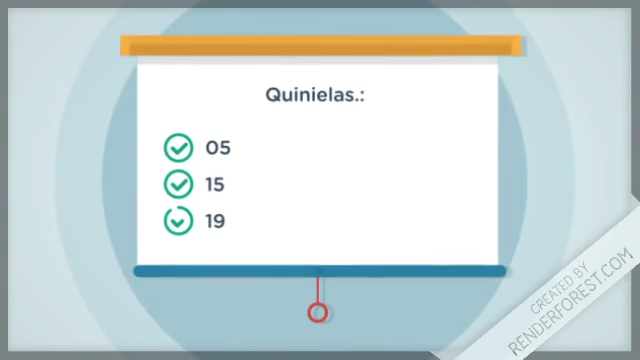 Quinielas.:
05
15
19
CREATED BY
RENDERFOREST.COM